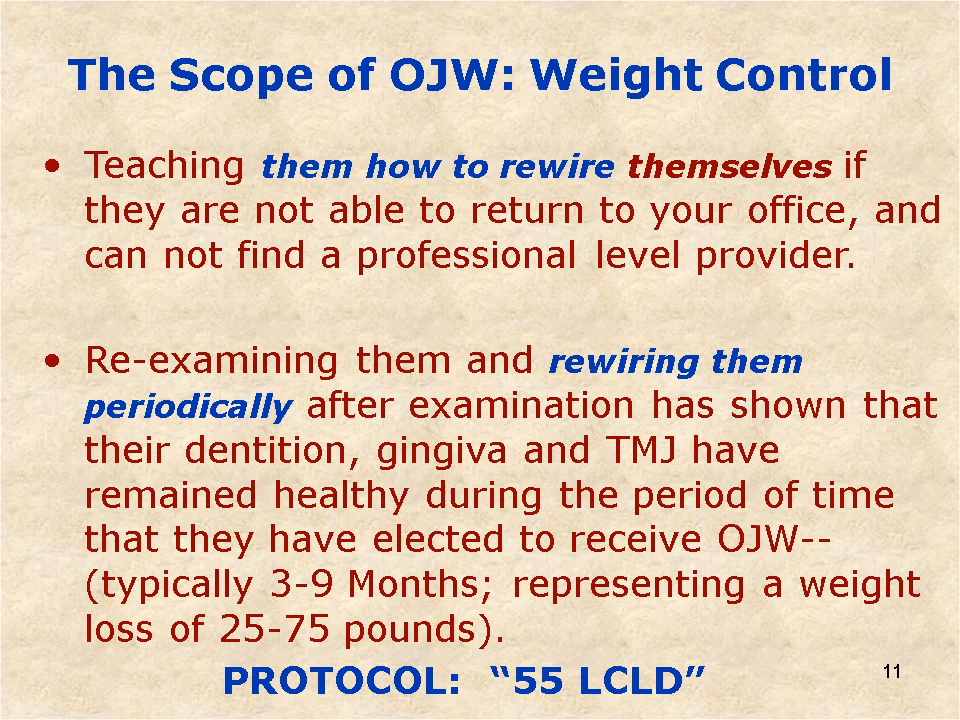 The Scope of OJW: Weight Control
• Teaching them how to rewire themselves if
they are not able to return to your office, and
can not find a professional level provider.
• Re-examining them and rewiring them
periodically after examination has shown that
their dentition, gingiva and TMJ have
remained healthy during the period of time
that they have elected to receive OJW--
(typically 3-9 Months; representing a weight
loss of 25-75 pounds).
PROTOCOL: “55 LCLD”
11